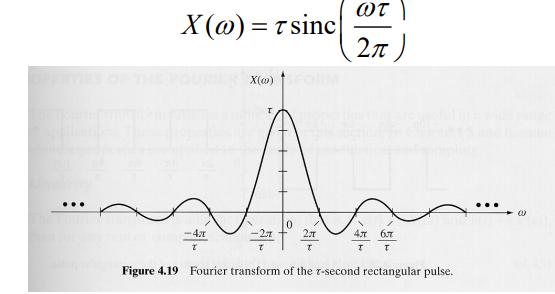 X(ω) = τ sinc( ωτ / 2π )
X(ω)
τ
0
ω
−4π/τ −2π/τ 2π/τ 4π/τ 6π/τ
Figure 4.19 Fourier transform of the τ-second rectangular pulse.